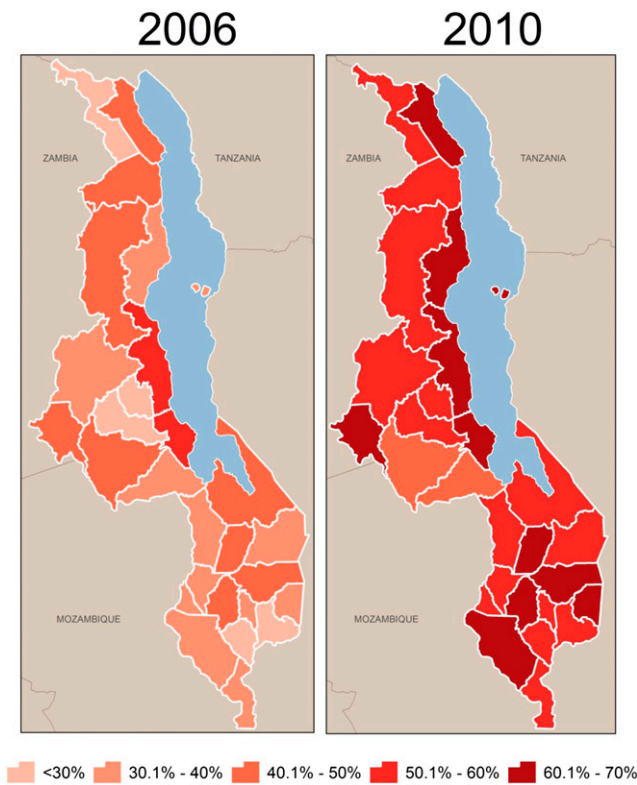 2006 2010
ZAMBIA TANZANIA ZAMBIA TANZANIA
MOZAMBIQUE MOZAMBIQUE
<30% 30.1% - 40% 40.1% - 50% 50.1% - 60% 60.1% - 70%